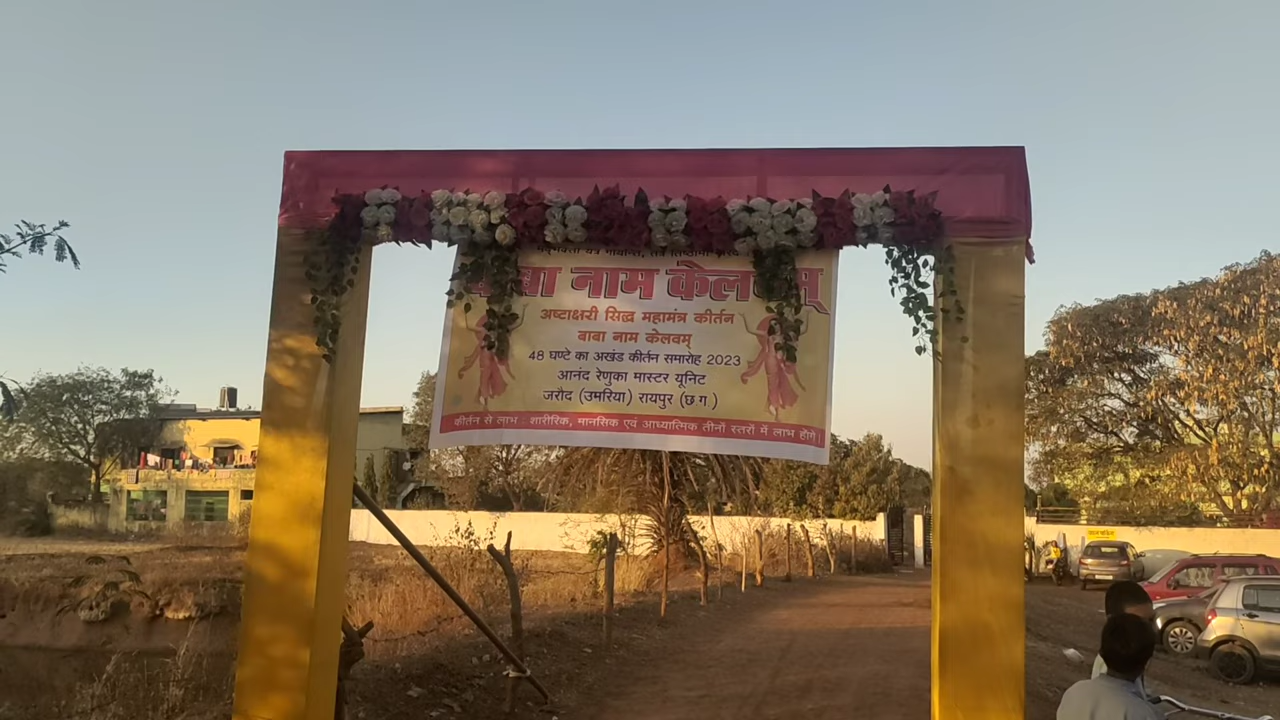 बाबा नाम केवलम्
अष्टाक्षरी सिद्ध महामंत्र कीर्तन
बाबा नाम केवलम्
48 घण्टे का अखंड कीर्तन समारोह 2023
आनंद रेणुका मास्टर यूनिट
जरौद (उमरिया) रायपुर (छ.ग.)
कीर्तन से लाभ : शारीरिक, मानसिक एवं आध्यात्मिक तीनों स्तरों में लाभ होंगे।